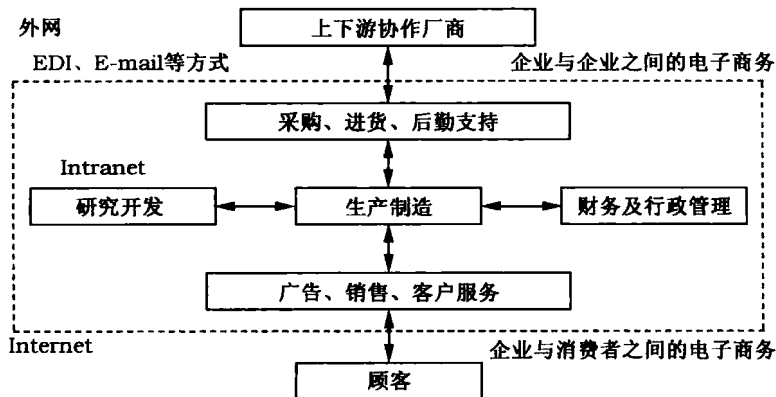 外网
上下游协作厂商
EDI、E-mail等方式
企业与企业之间的电子商务
采购、进货、后勤支持
Intranet
研究开发
生产制造
财务及行政管理
广告、销售、客户服务
Internet
企业与消费者之间的电子商务
顾客